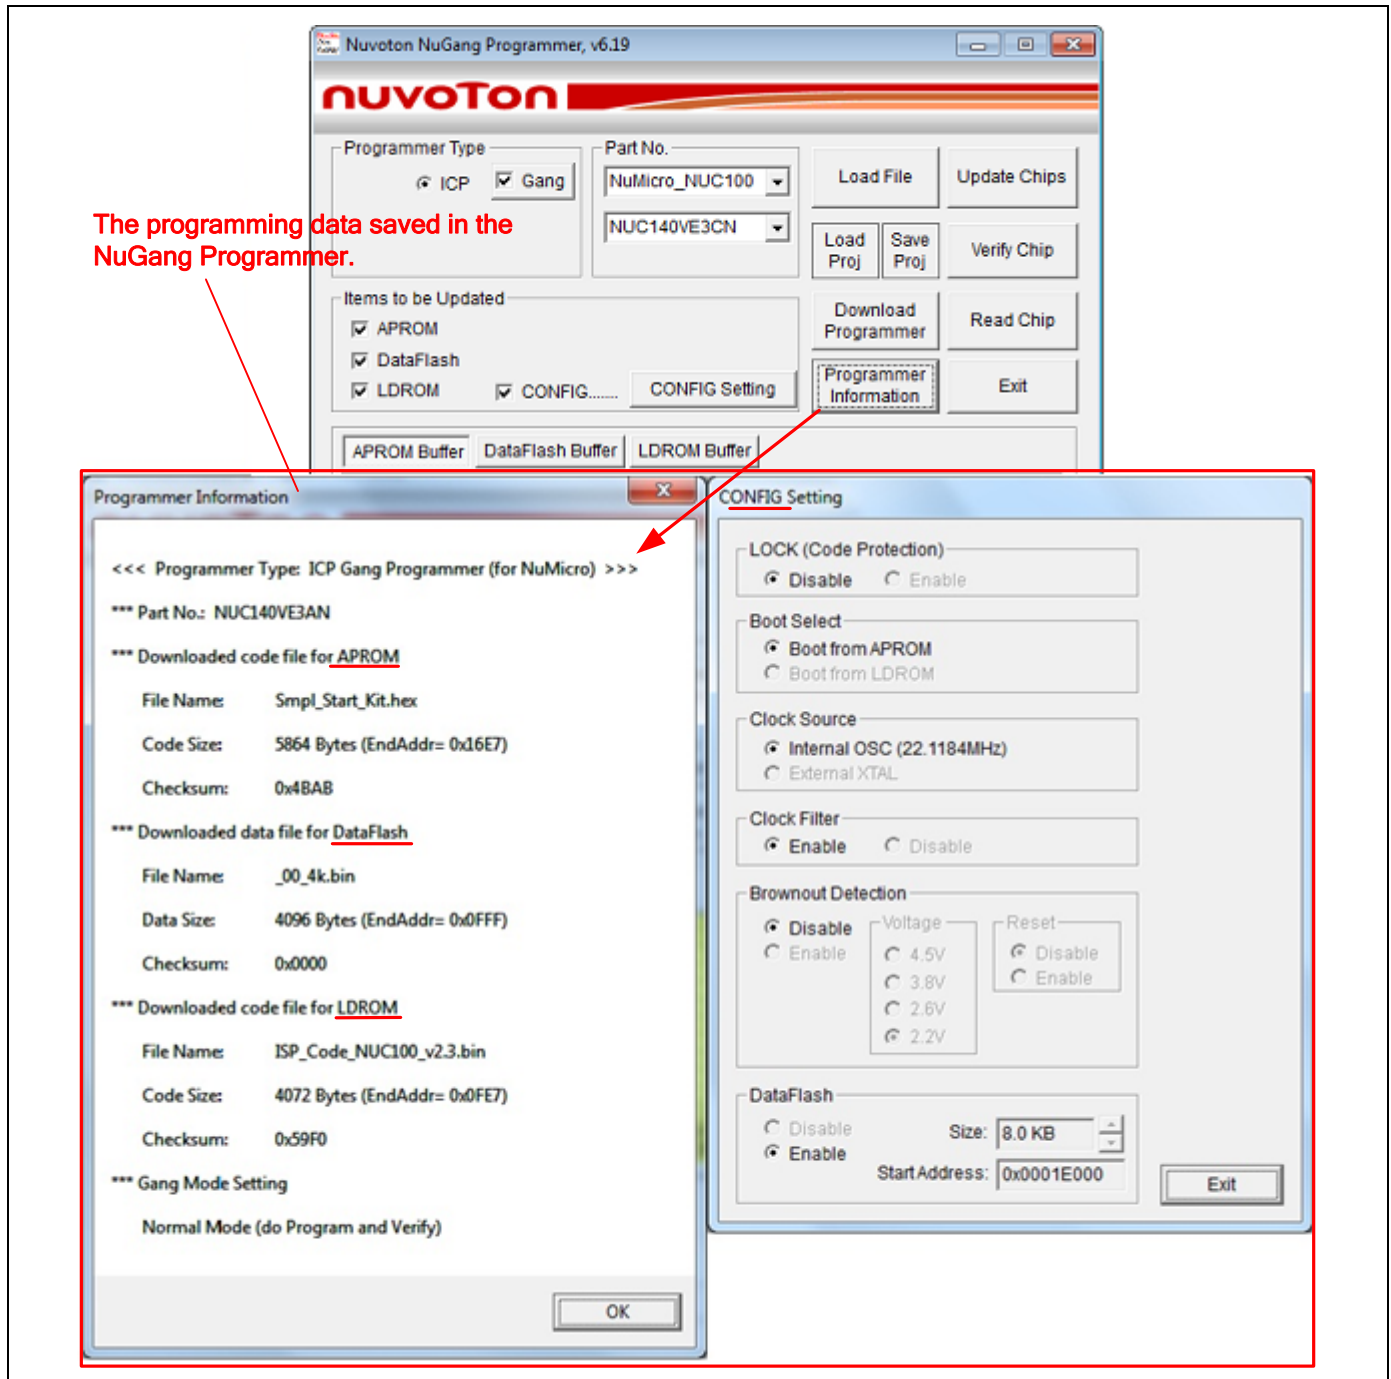 Nuvoton NuGang Programmer, v6.19
nuvoTon
Programmer Type
ICP
Gang
Part No.
NuMicro_NUC100
NUC140VE3CN
Load File
Update Chips
Load Proj
Save Proj
Verify Chip
The programming data saved in the
NuGang Programmer.
Items to be Updated
APROM
DataFlash
LDROM
CONFIG.......
CONFIG Setting
Download Programmer
Read Chip
Programmer Information
Exit
APROM Buffer
DataFlash Buffer
LDROM Buffer
Programmer Information
<<< Programmer Type: ICP Gang Programmer (for NuMicro) >>>
*** Part No.: NUC140VE3AN
*** Downloaded code file for APROM
File Name: Smpl_Start_Kit.hex
Code Size: 5864 Bytes (EndAddr= 0x16E7)
Checksum: 0x4BAB
*** Downloaded data file for DataFlash
File Name: _00_4k.bin
Data Size: 4096 Bytes (EndAddr= 0x0FFF)
Checksum: 0x0000
*** Downloaded code file for LDROM
File Name: ISP_Code_NUC100_v2.3.bin
Code Size: 4072 Bytes (EndAddr= 0x0FE7)
Checksum: 0x59F0
*** Gang Mode Setting
Normal Mode (do Program and Verify)
OK
CONFIG Setting
LOCK (Code Protection)
Disable
Enable
Boot Select
Boot from APROM
Boot from LDROM
Clock Source
Internal OSC (22.1184MHz)
External XTAL
Clock Filter
Enable
Disable
Brownout Detection
Disable
Enable
Voltage
4.5V
3.8V
2.6V
2.2V
Reset
Disable
Enable
DataFlash
Disable
Enable
Size: 8.0 KB
Start Address: 0x0001E000
Exit